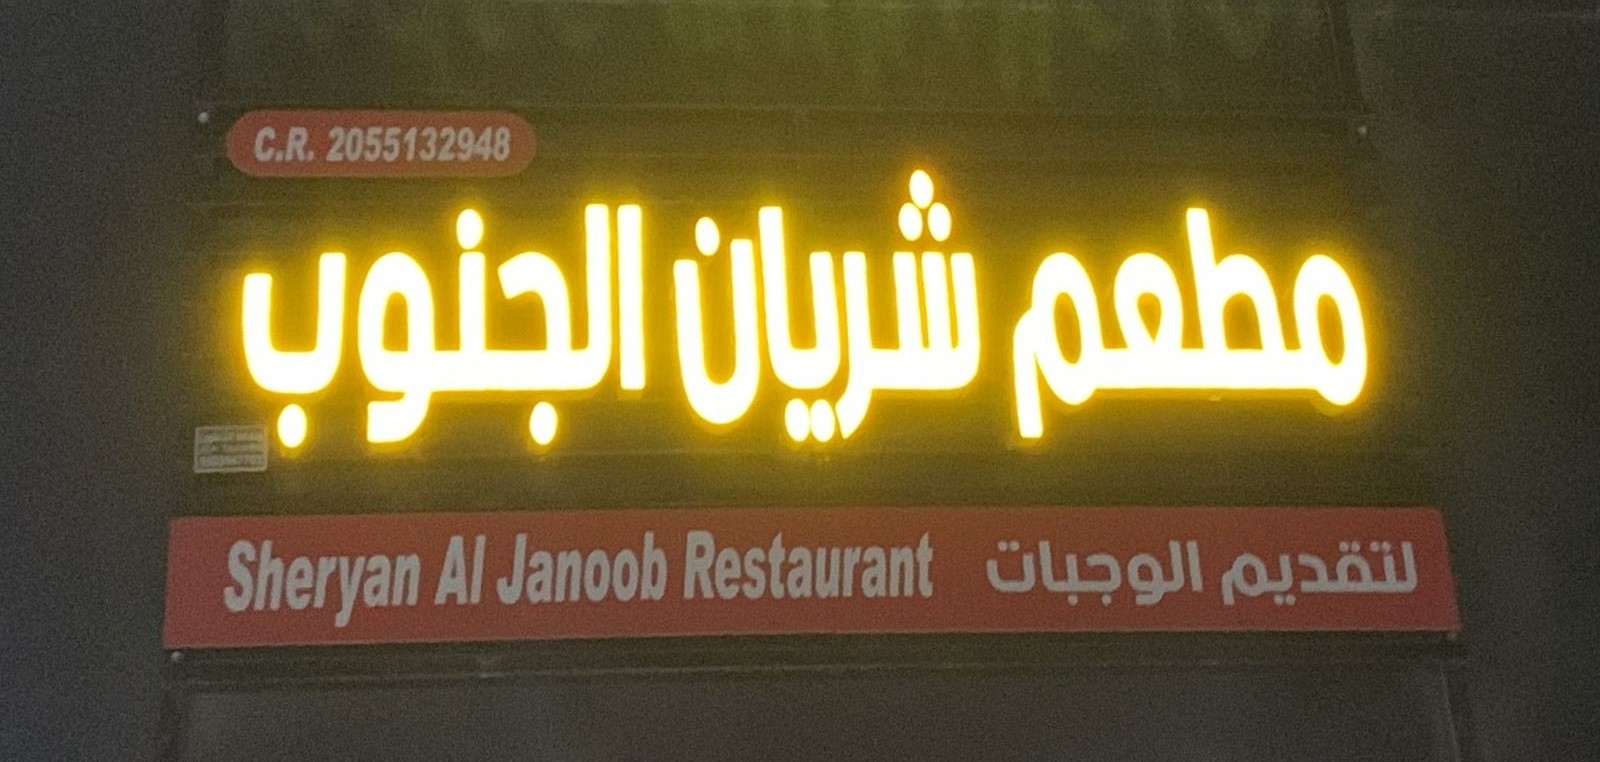 C.R. 2055132948
مطعم شريان الجنوب
Sheryan Al Janoob Restaurant لتقديم الوجبات